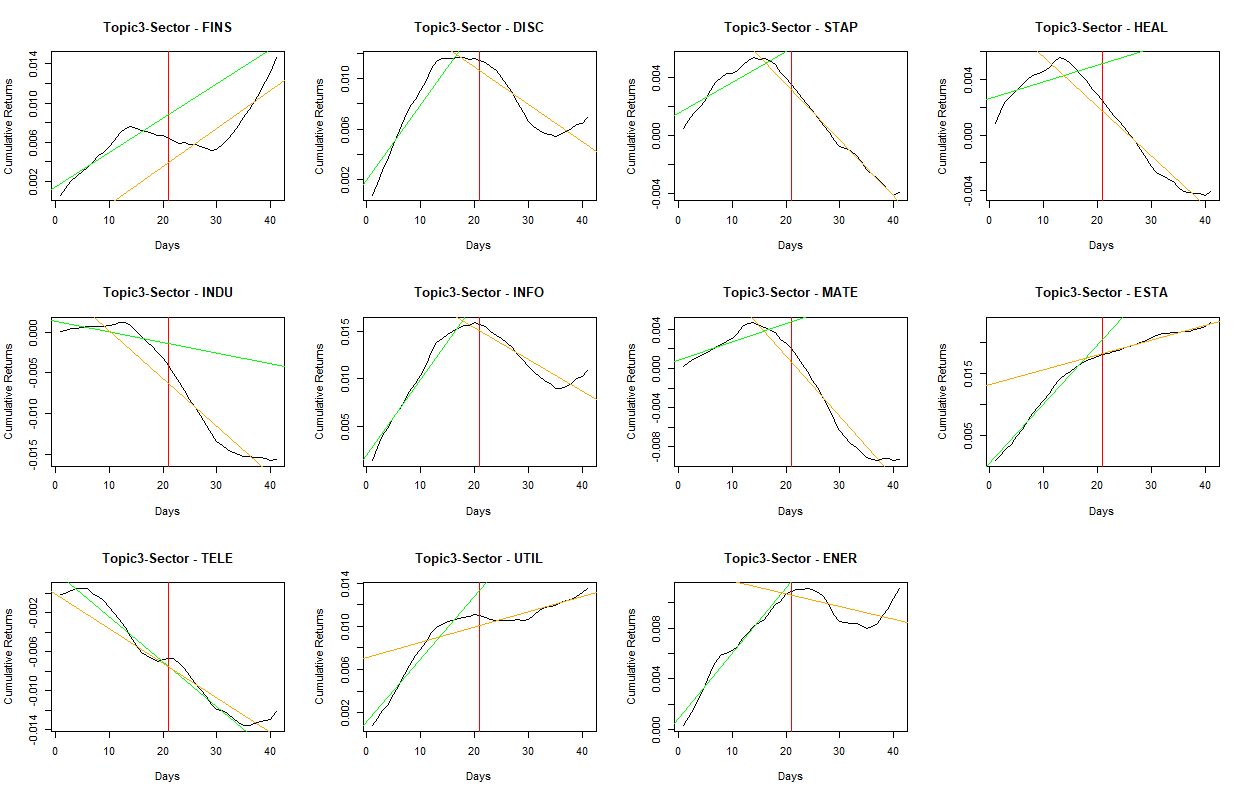 Topic3-Sector - FINS
Cumulative Returns
0.002 0.006 0.010 0.014
0 10 20 30 40
Days
Topic3-Sector - DISC
Cumulative Returns
0.002 0.006 0.010
0 10 20 30 40
Days
Topic3-Sector - STAP
Cumulative Returns
-0.004 0.000 0.004
0 10 20 30 40
Days
Topic3-Sector - HEAL
Cumulative Returns
-0.004 0.000 0.004
0 10 20 30 40
Days
Topic3-Sector - INDU
Cumulative Returns
-0.015 -0.010 -0.005 0.000
0 10 20 30 40
Days
Topic3-Sector - INFO
Cumulative Returns
0.005 0.010 0.015
0 10 20 30 40
Days
Topic3-Sector - MATE
Cumulative Returns
-0.008 -0.004 0.000 0.004
0 10 20 30 40
Days
Topic3-Sector - ESTA
Cumulative Returns
0.005 0.015
0 10 20 30 40
Days
Topic3-Sector - TELE
Cumulative Returns
-0.014 -0.010 -0.006 -0.002
0 10 20 30 40
Days
Topic3-Sector - UTIL
Cumulative Returns
0.002 0.006 0.010 0.014
0 10 20 30 40
Days
Topic3-Sector - ENER
Cumulative Returns
0.000 0.004 0.008
0 10 20 30 40
Days